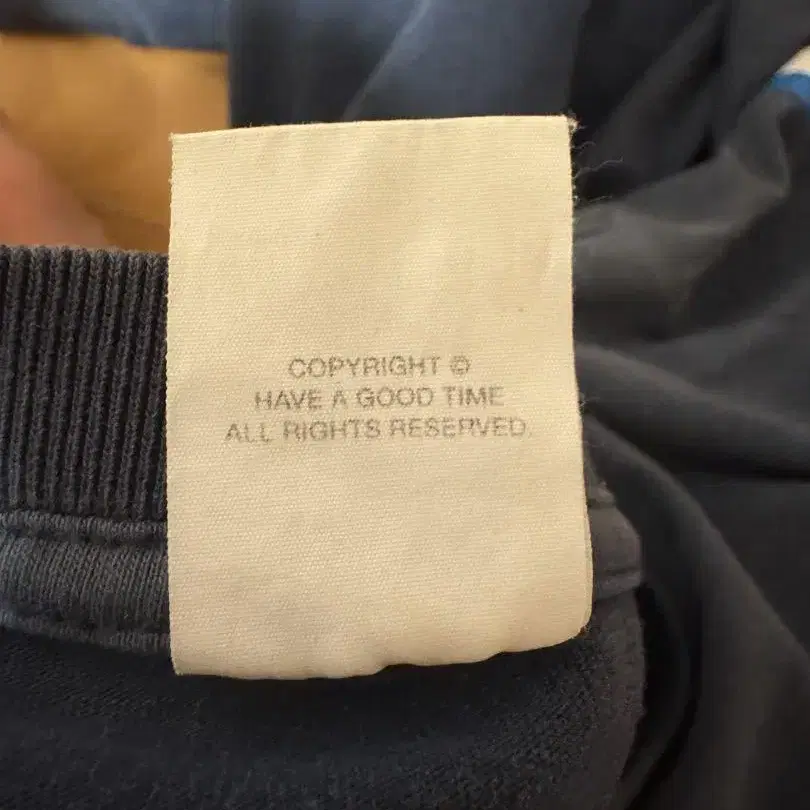 COPYRIGHT ©
HAVE A GOOD TIME
ALL RIGHTS RESERVED.